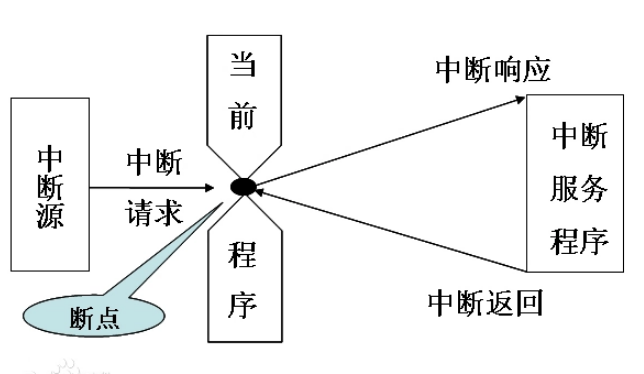 当
前
中断响应
中
断
源
中断
请求
中断
服务
程序
程
序
断点
中断返回